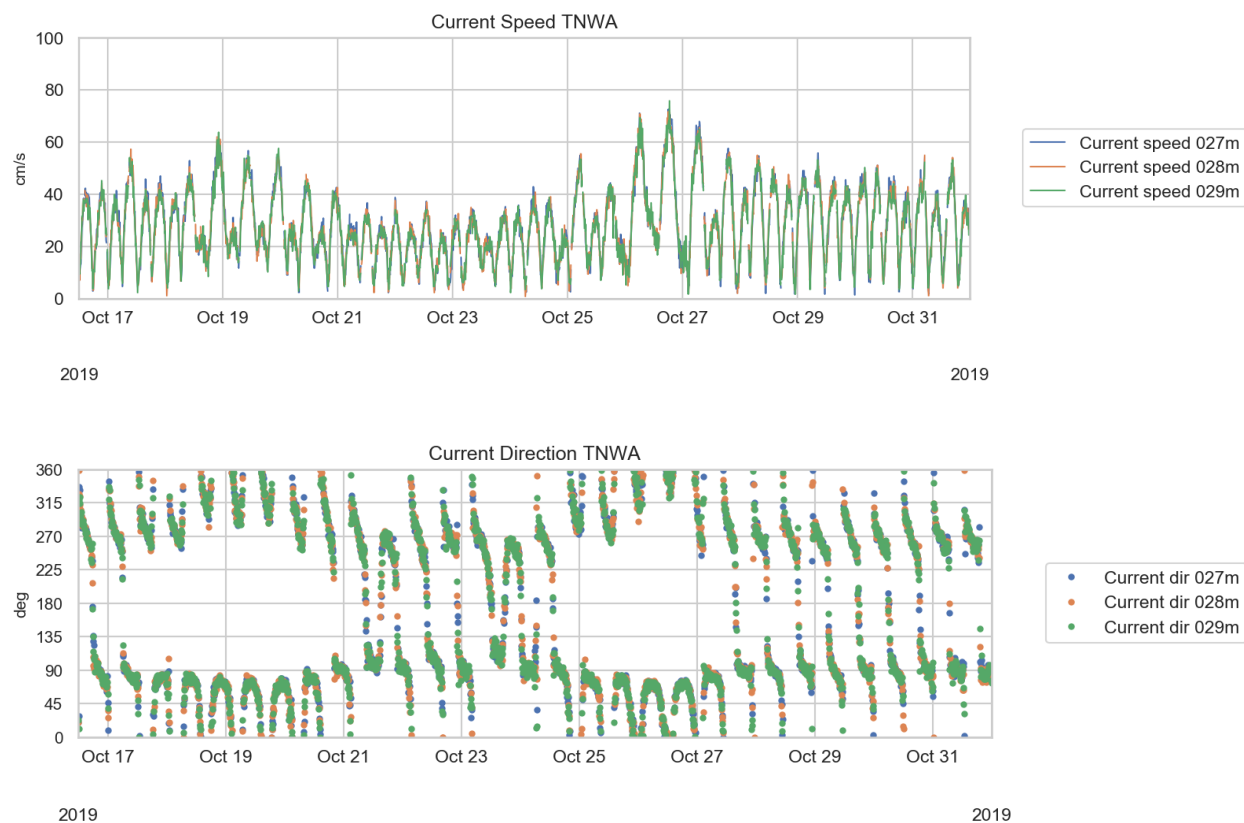 Current Speed TNWA
100
80
60
40
20
0
cm/s
Oct 17 Oct 19 Oct 21 Oct 23 Oct 25 Oct 27 Oct 29 Oct 31
2019 2019
Current speed 027m
Current speed 028m
Current speed 029m
Current Direction TNWA
360
315
270
225
180
135
90
45
0
deg
Oct 17 Oct 19 Oct 21 Oct 23 Oct 25 Oct 27 Oct 29 Oct 31
2019 2019
Current dir 027m
Current dir 028m
Current dir 029m